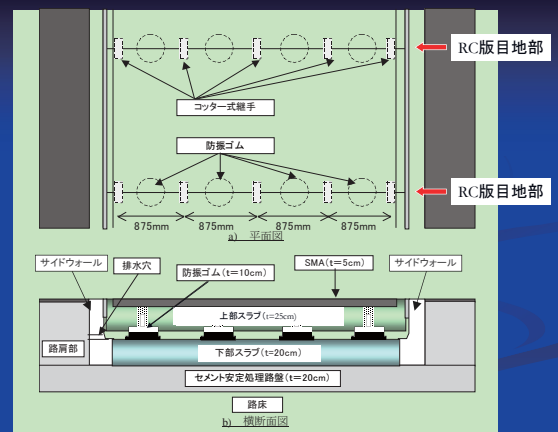 RC版目地部
コッター式継手
防振ゴム
RC版目地部
875mm 875mm 875mm 875mm
a) 平面図
サイドウォール 排水穴 防振ゴム(t=10cm) SMA(t=5cm) サイドウォール
上部スラブ(t=25cm)
路肩部
下部スラブ(t=20cm)
セメント安定処理路盤(t=20cm)
路床
b) 横断面図